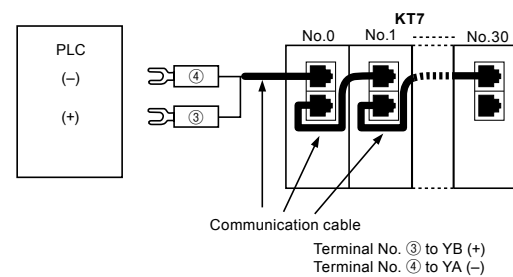 KT7
No.0 No.1 No.30
PLC
(–)
(+)
④
③
Communication cable
Terminal No. ③ to YB (+)
Terminal No. ④ to YA (–)